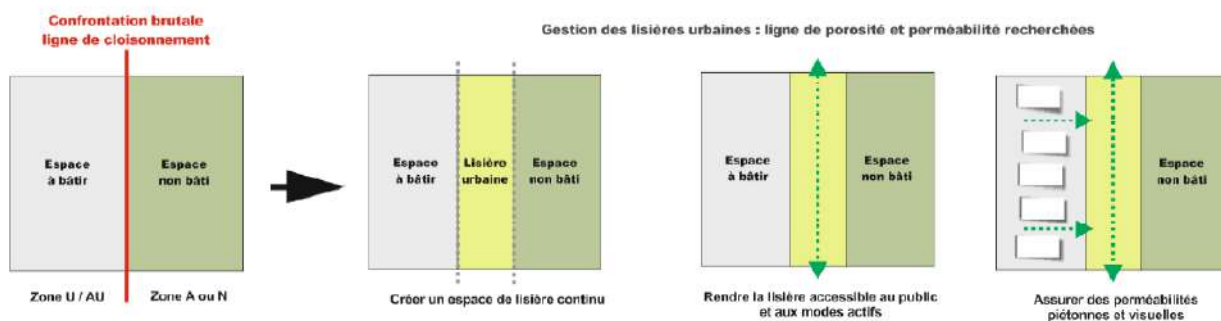 Confrontation brutale
ligne de cloisonnement
Gestion des lisières urbaines : ligne de porosité et perméabilité recherchées
Espace
à bâtir
Espace
non bâti
Zone U / AU
Zone A ou N
Espace
à bâtir
Lisière
urbaine
Espace
non bâti
Créer un espace de lisière continu
Espace
à bâtir
Espace
non bâti
Rendre la lisière accessible au public
et aux modes actifs
Espace
non bâti
Assurer des perméabilités
piétonnes et visuelles